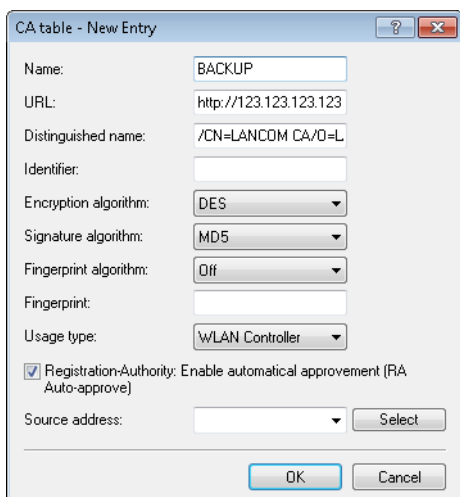 CA table - New Entry
Name: BACKUP
URL: http://123.123.123.123
Distinguished name: /CN=LANCOM CA/O=L
Identifier:
Encryption algorithm: DES
Signature algorithm: MD5
Fingerprint algorithm: Off
Fingerprint:
Usage type: WLAN Controller
Registration-Authority: Enable automatical approvement (RA
Auto-approve)
Source address: Select
OK Cancel